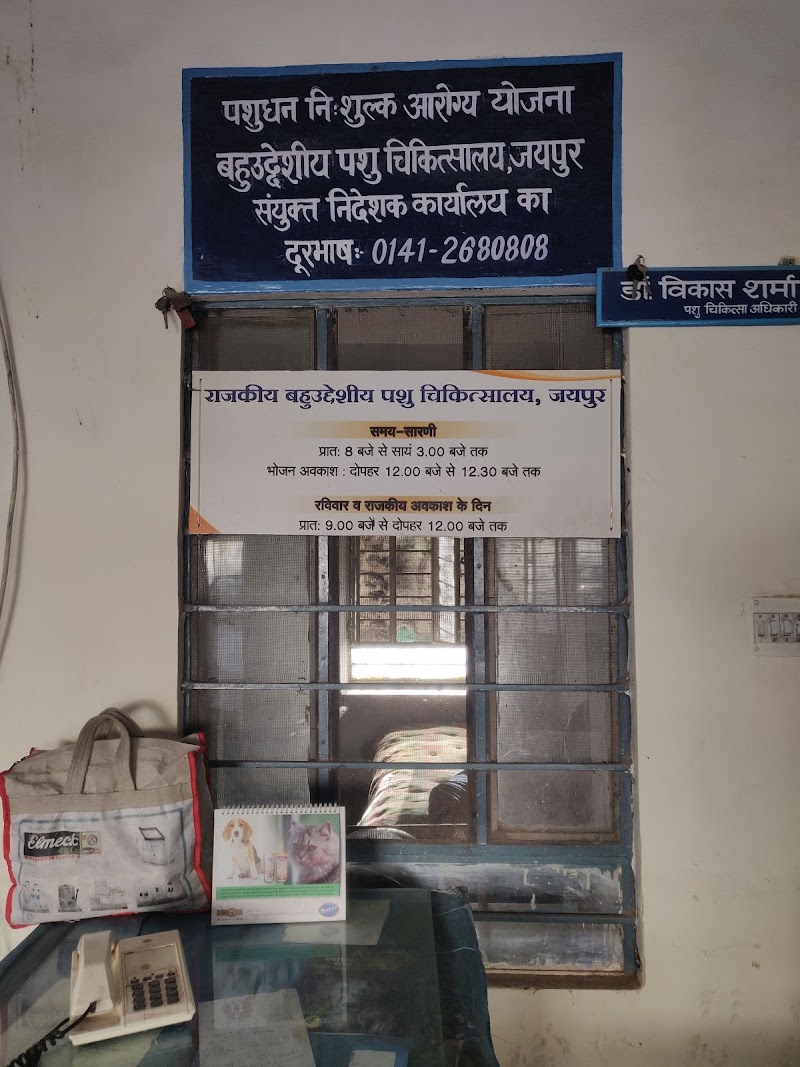 पशुधन निःशुल्क आरोग्य योजना
बहुउद्देशीय पशु चिकित्सालय,जयपुर
संयुक्त निदेशक कार्यालय का
दूरभाषः- 0141-2680808
डॉ. विकास शर्मा
पशु चिकित्सा अधिकारी
राजकीय बहुउद्देशीय पशु चिकित्सालय, जयपुर
समय-सारणी
प्रात: 8 बजे से सायं 3.00 बजे तक
भोजन अवकाश : दोपहर 12.00 बजे से 12.30 बजे तक
रविवार व राजकीय अवकाश के दिन
प्रात: 9.00 बजे से दोपहर 12.00 बजे तक
Elmeck